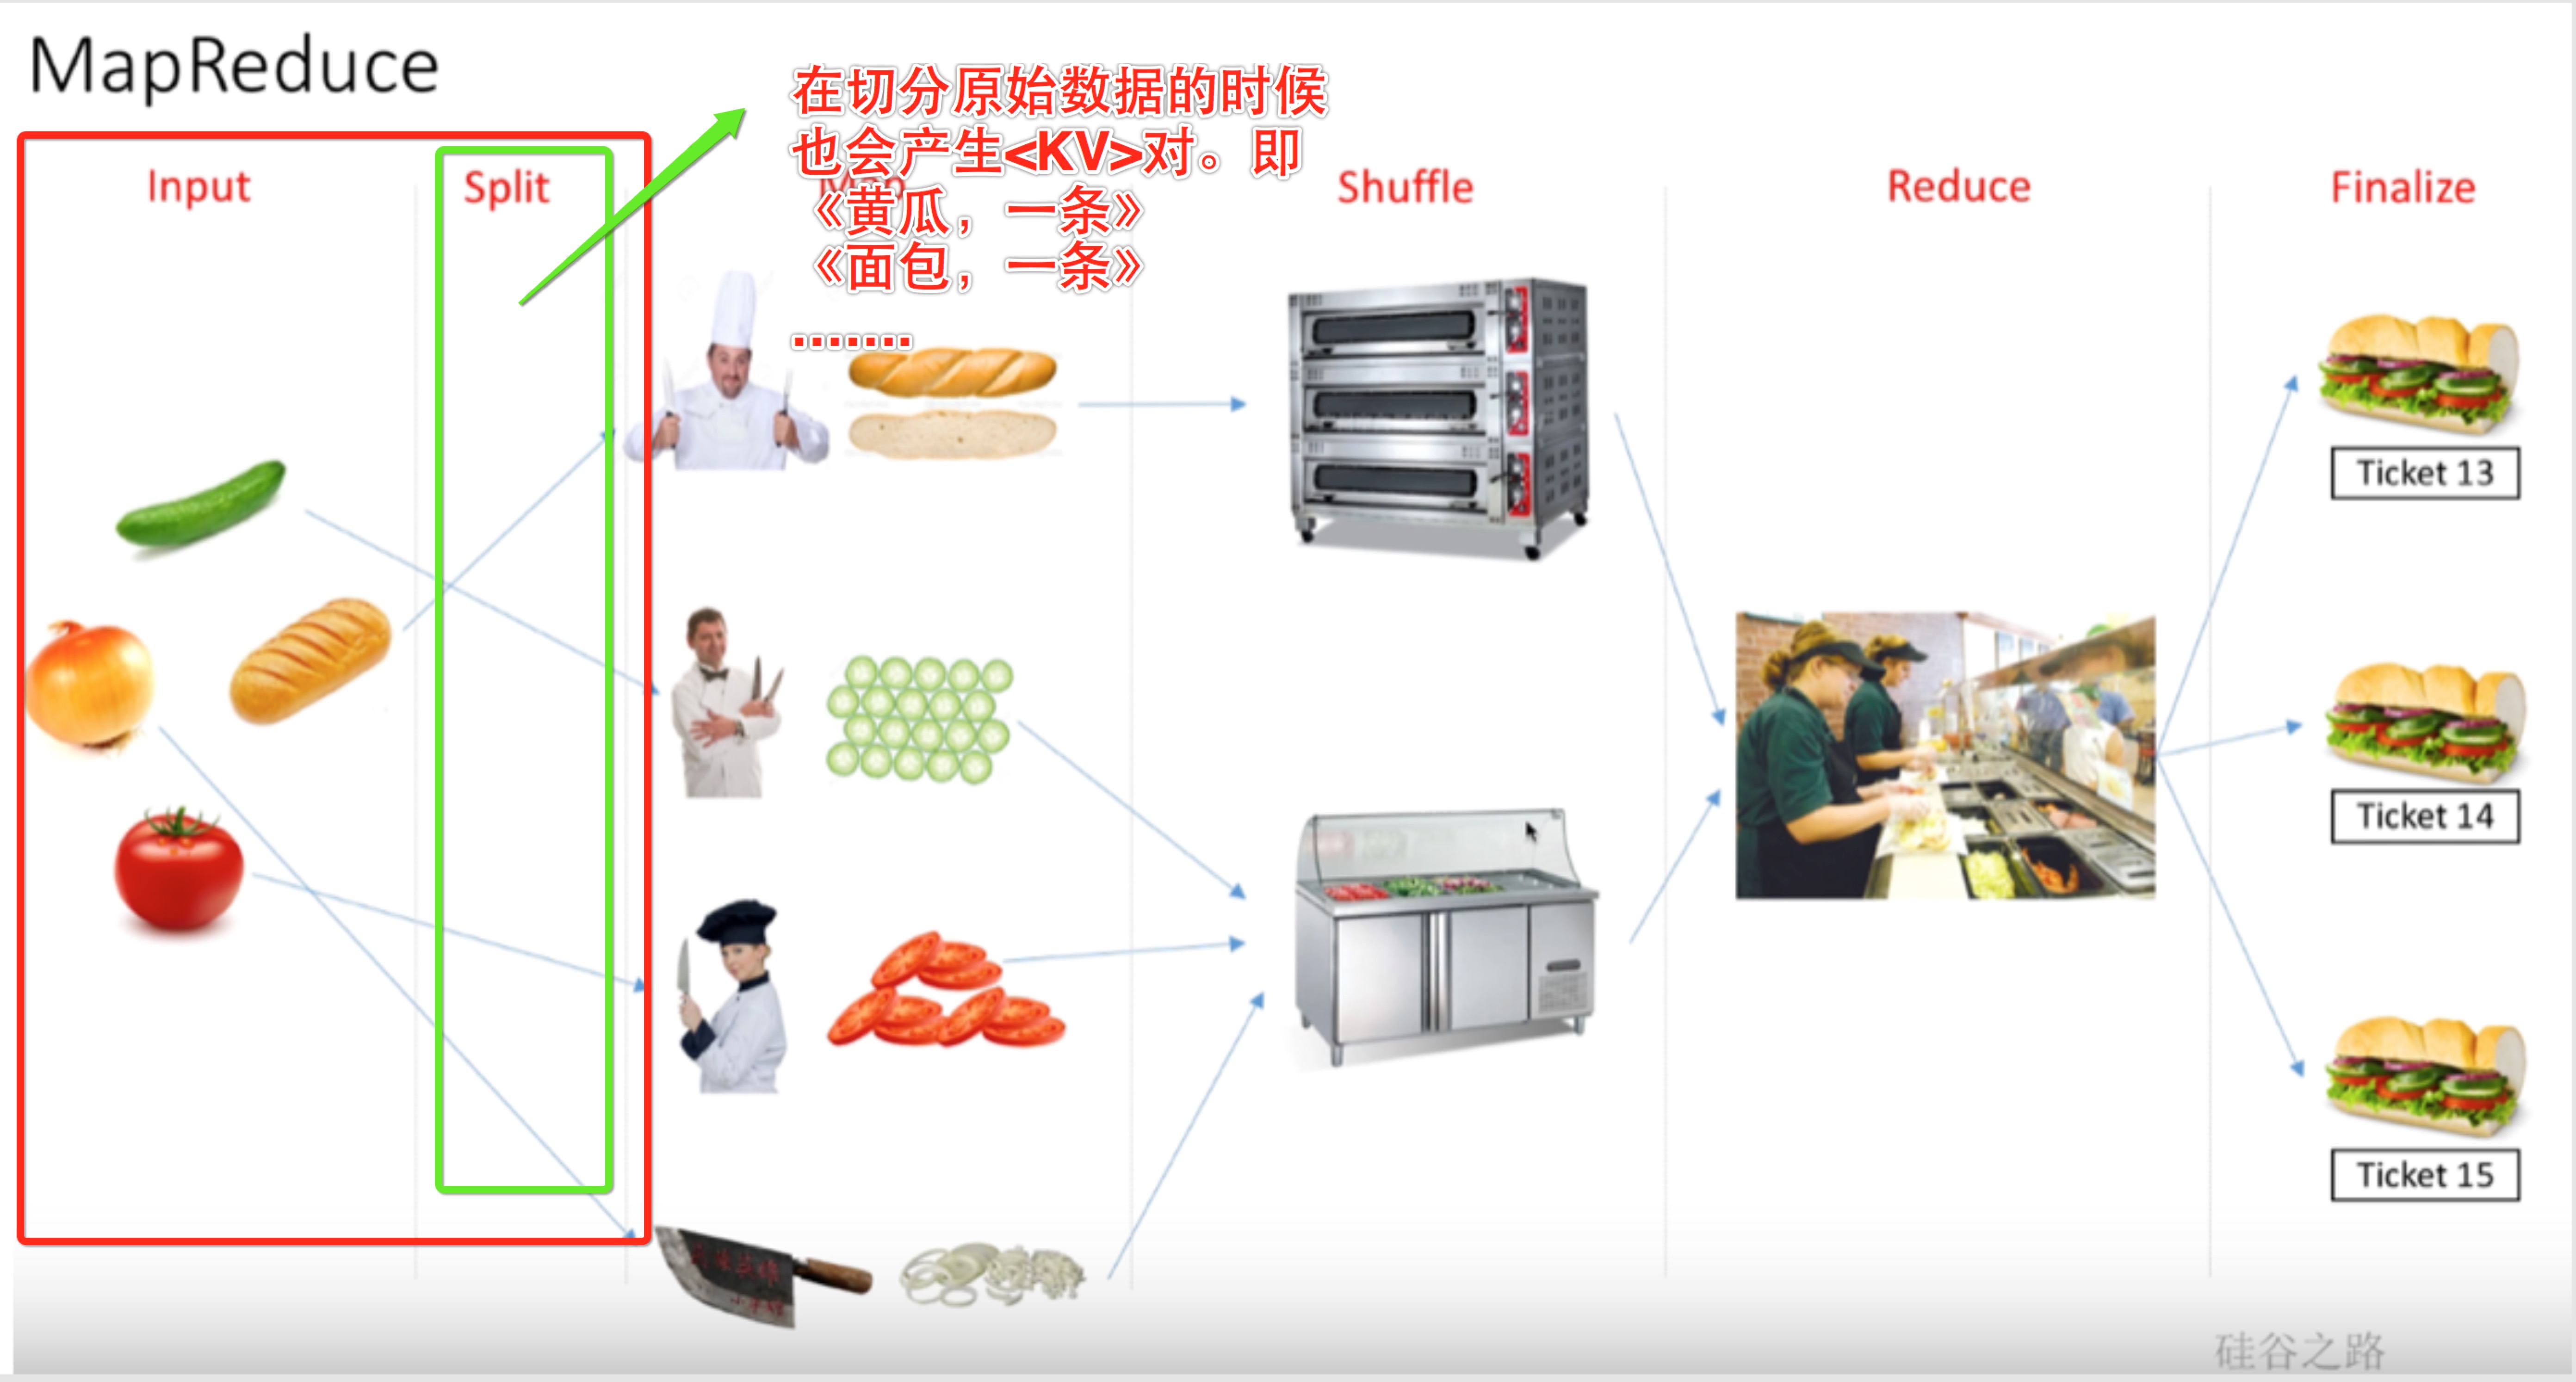 MapReduce
在切分原始数据的时候
也会产生<KV>对。即
《黄瓜，一条》
《面包，一条》
.......
Input
Split
Map
Shuffle
Reduce
Finalize
Ticket 13
Ticket 14
Ticket 15
硅谷之路